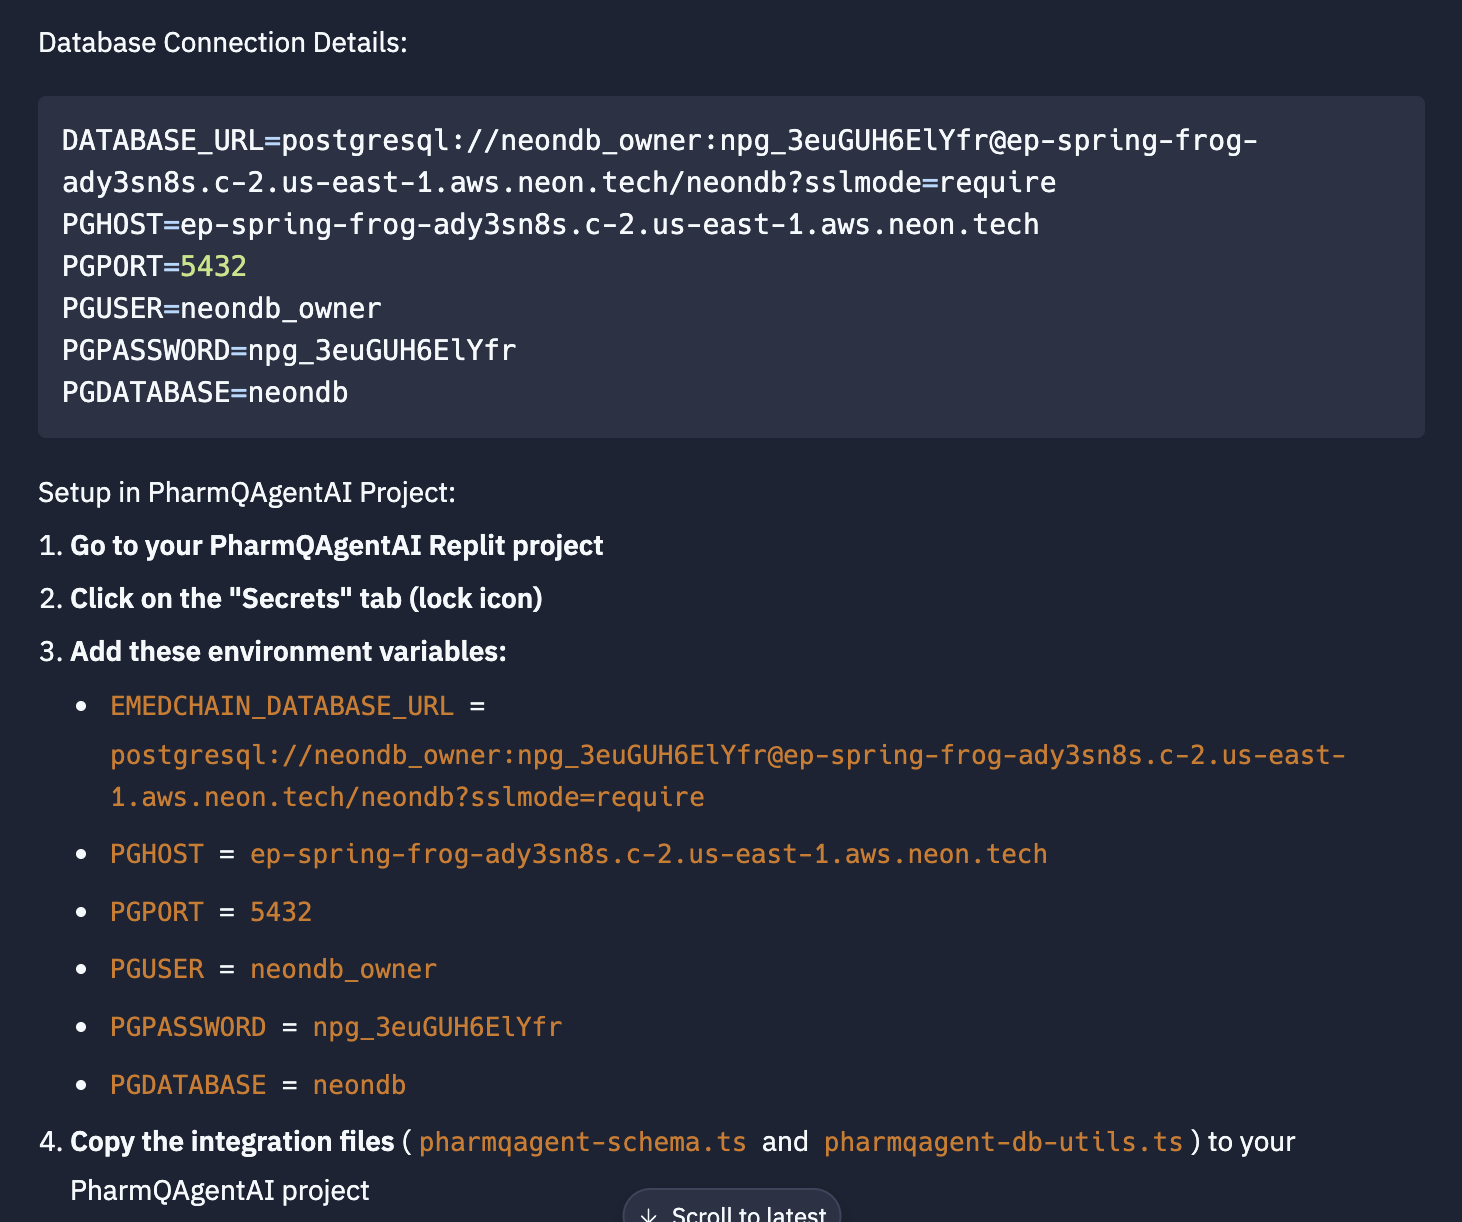 Database Connection Details:
DATABASE_URL=postgresql://neondb_owner:npg_3euGUH6ElYfr@ep-spring-frog-
ady3sn8s.c-2.us-east-1.aws.neon.tech/neondb?sslmode=require
PGHOST=ep-spring-frog-ady3sn8s.c-2.us-east-1.aws.neon.tech
PGPORT=5432
PGUSER=neondb_owner
PGPASSWORD=npg_3euGUH6ElYfr
PGDATABASE=neondb
Setup in PharmQAgentAI Project:
1. Go to your PharmQAgentAI Replit project
2. Click on the "Secrets" tab (lock icon)
3. Add these environment variables:
• EMEDCHAIN_DATABASE_URL =
postgresql://neondb_owner:npg_3euGUH6ElYfr@ep-spring-frog-ady3sn8s.c-2.us-east-
1.aws.neon.tech/neondb?sslmode=require
• PGHOST = ep-spring-frog-ady3sn8s.c-2.us-east-1.aws.neon.tech
• PGPORT = 5432
• PGUSER = neondb_owner
• PGPASSWORD = npg_3euGUH6ElYfr
• PGDATABASE = neondb
4. Copy the integration files ( pharmqagent-schema.ts and pharmqagent-db-utils.ts ) to your
PharmQAgentAI project
↓ Scroll to latest